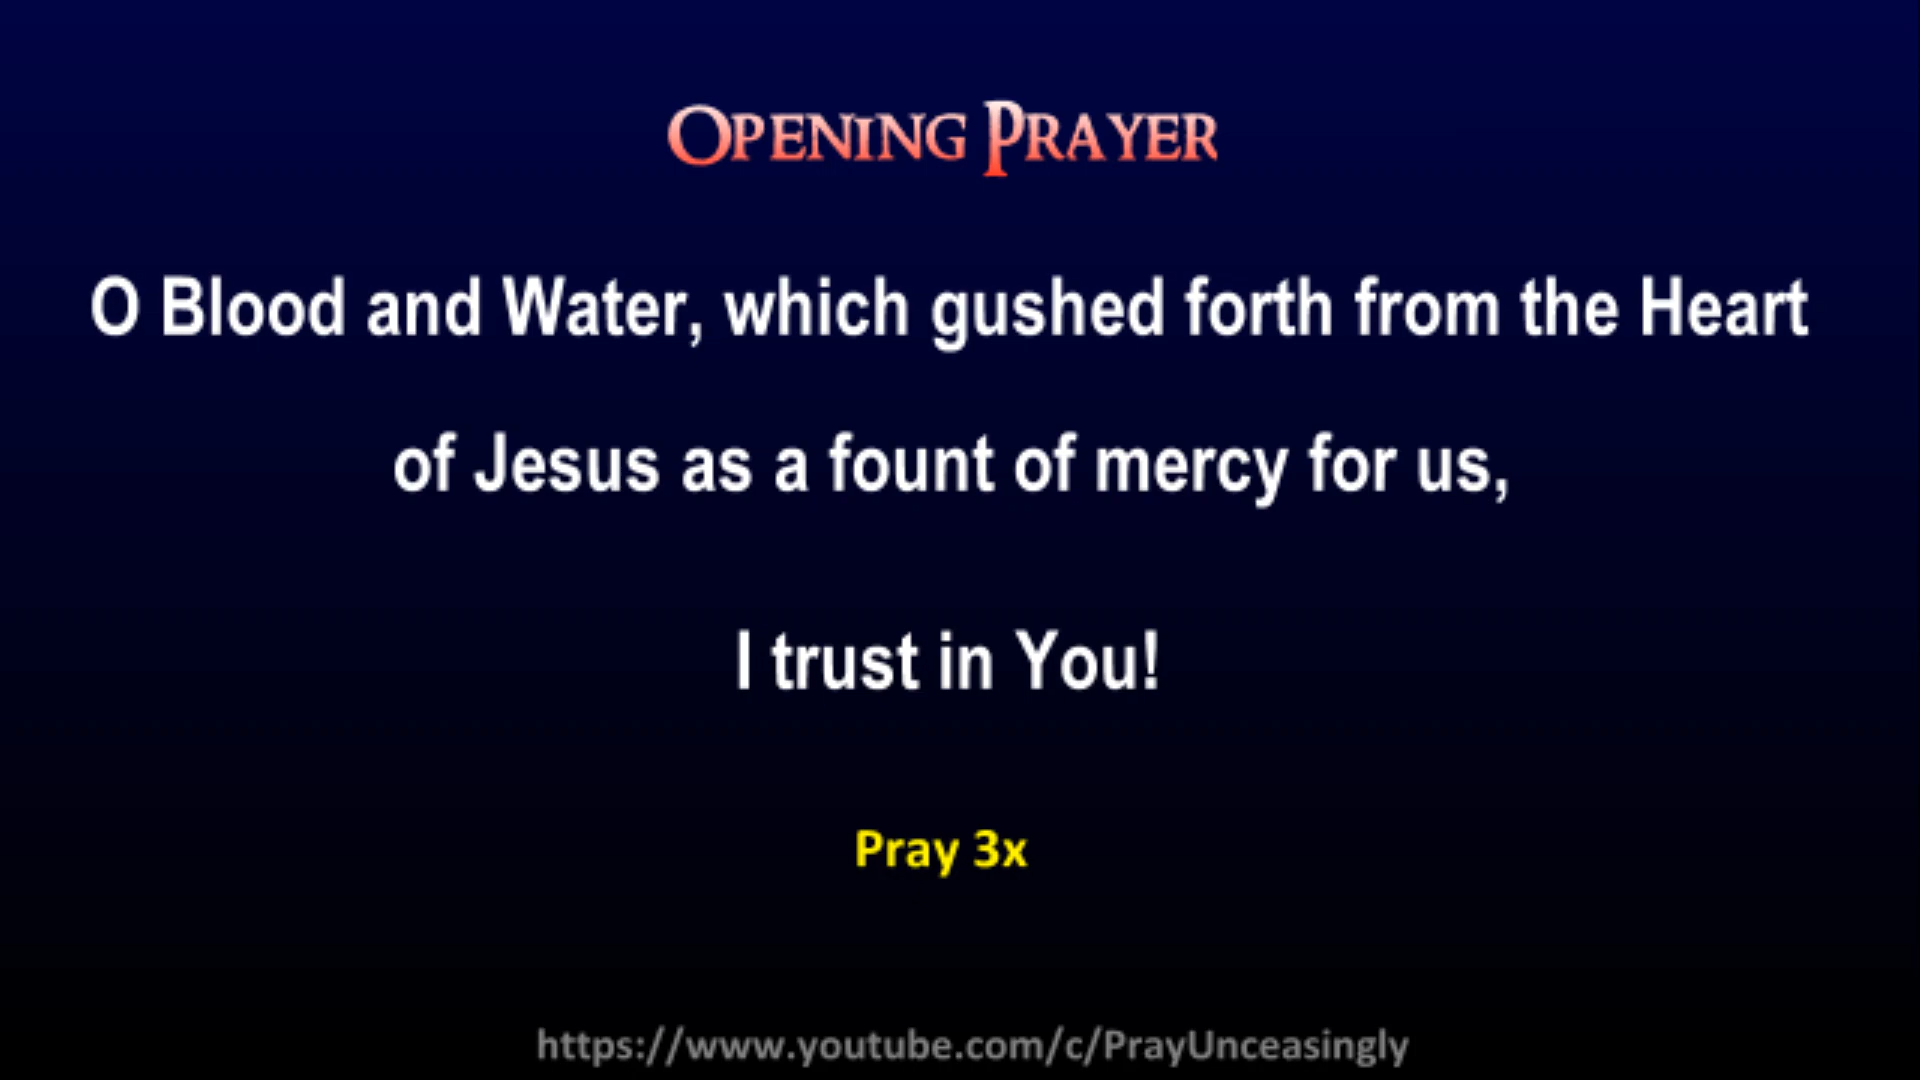 OPENING PRAYER
O Blood and Water, which gushed forth from the Heart
of Jesus as a fount of mercy for us,
I trust in You!
Pray 3x
https://www.youtube.com/c/PrayUnceasingly